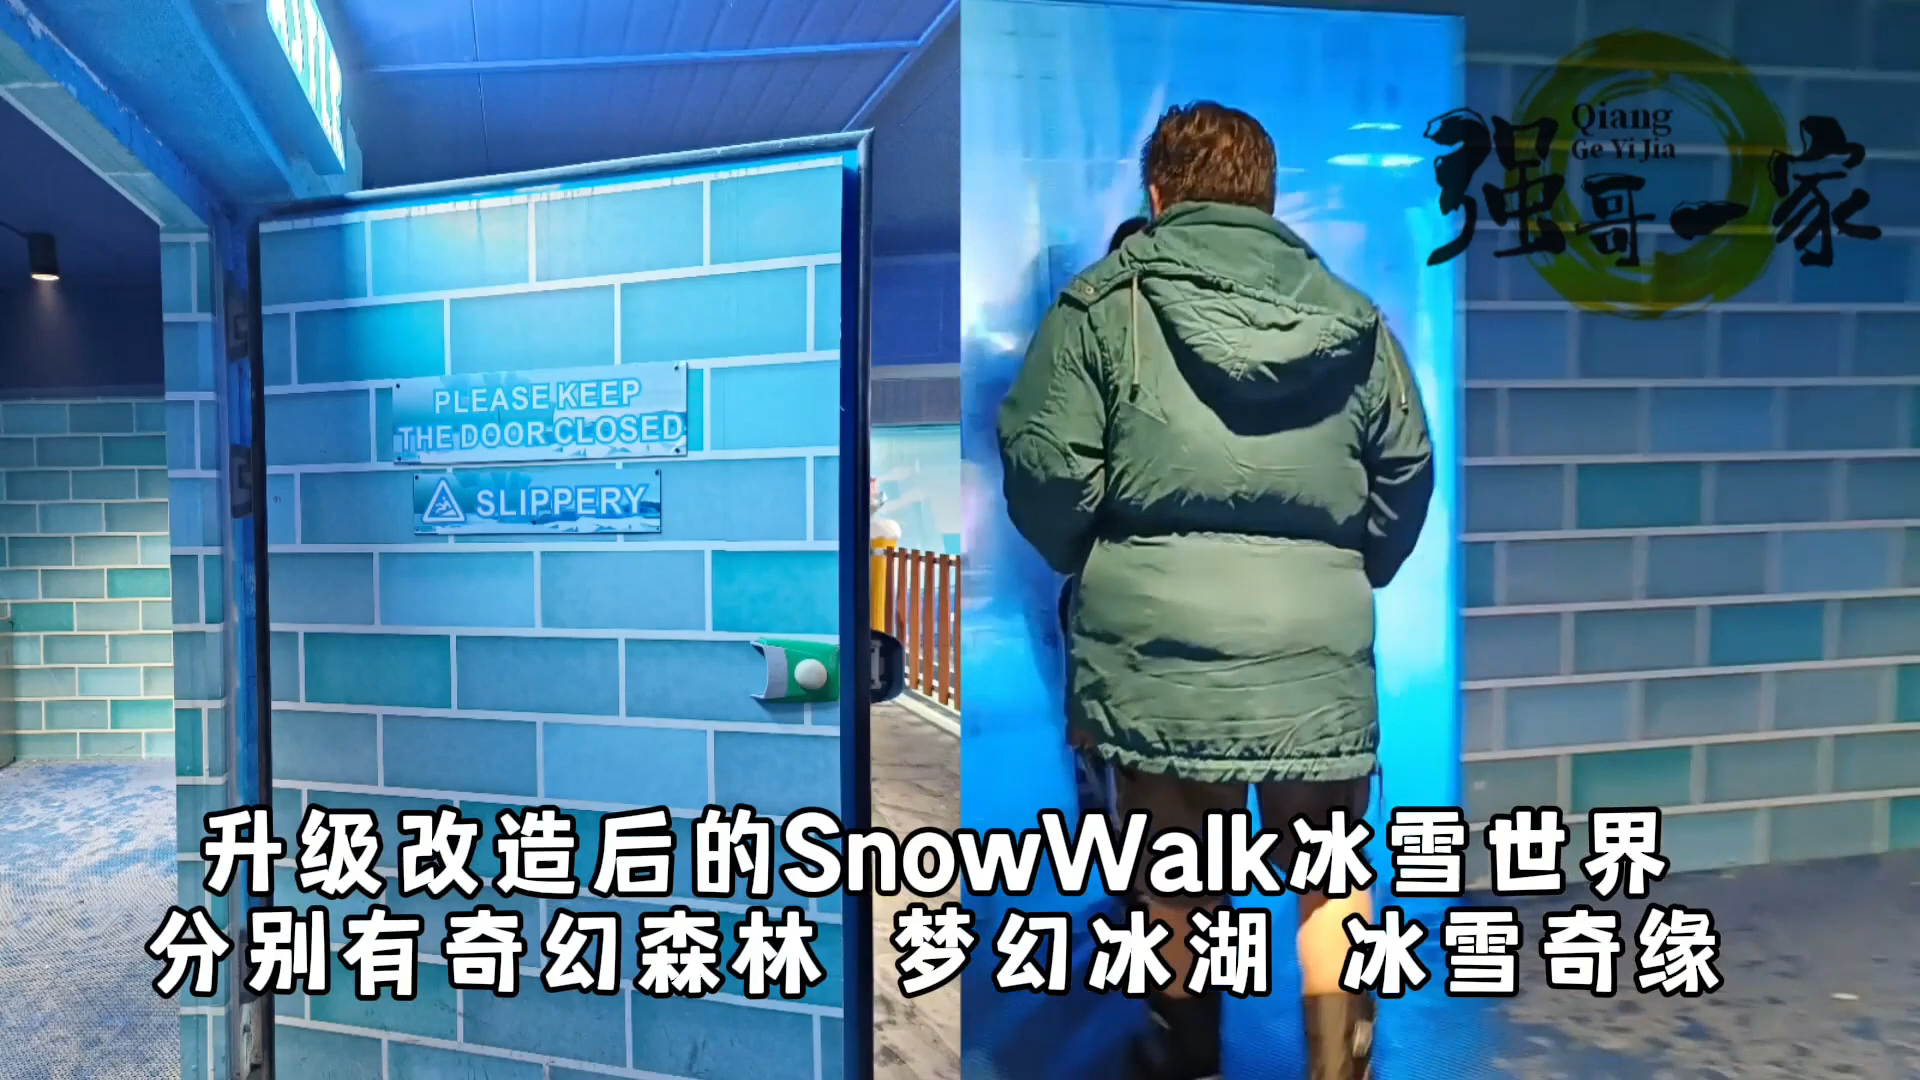 Qiang
Ge Yi Jia
强哥一家
PLEASE KEEP
THE DOOR CLOSED
SLIPPERY
升级改造后的SnowWalk冰雪世界
分别有奇幻森林 梦幻冰湖 冰雪奇缘